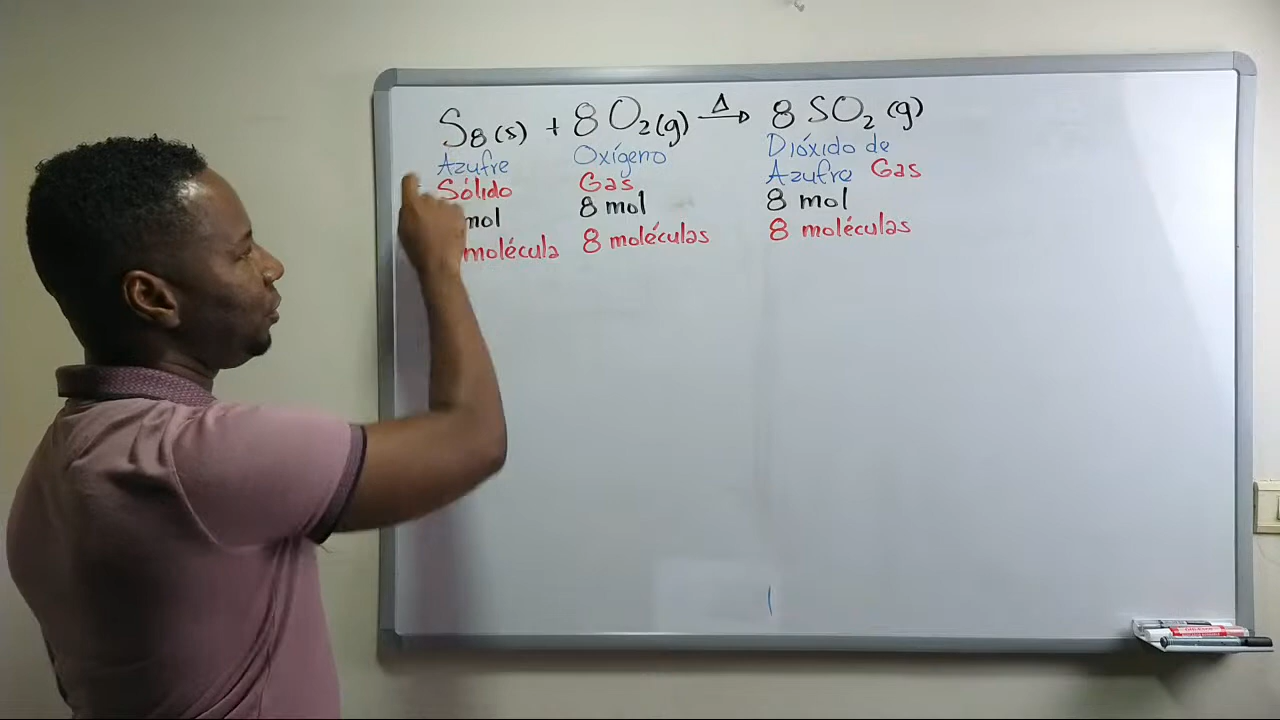 S₈(s) + 8 O₂(g) —Δ→ 8 SO₂(g)
Azufre Oxígeno Dióxido de
Azufre Gas
Sólido Gas
mol 8 mol 8 mol
molécula 8 moléculas 8 moléculas